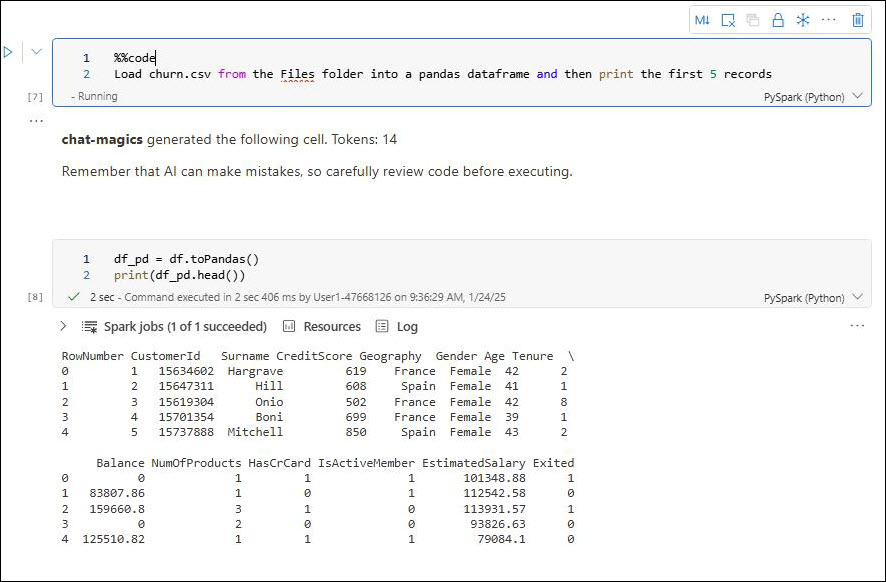 1 %%code
2 Load churn.csv from the Files folder into a pandas dataframe and then print the first 5 records
[7] - Running PySpark (Python)
...
chat-magics generated the following cell. Tokens: 14
Remember that AI can make mistakes, so carefully review code before executing.
1 df_pd = df.toPandas()
2 print(df_pd.head())
[8] 2 sec - Command executed in 2 sec 406 ms by User1-47668126 on 9:36:29 AM, 1/24/25 PySpark (Python)
Spark jobs (1 of 1 succeeded) Resources Log ...
RowNumber CustomerId Surname CreditScore Geography Gender Age Tenure \
0 1 15634602 Hargrave 619 France Female 42 2
1 2 15647311 Hill 608 Spain Female 41 1
2 3 15619304 Onio 502 France Female 42 8
3 4 15701354 Boni 699 France Female 39 1
4 5 15737888 Mitchell 850 Spain Female 43 2
Balance NumOfProducts HasCrCard IsActiveMember EstimatedSalary Exited
0 0 1 1 1 101348.88 1
1 83807.86 1 0 1 112542.58 0
2 159660.8 3 1 0 113931.57 1
3 0 2 0 0 93826.63 0
4 125510.82 1 1 1 79084.1 0